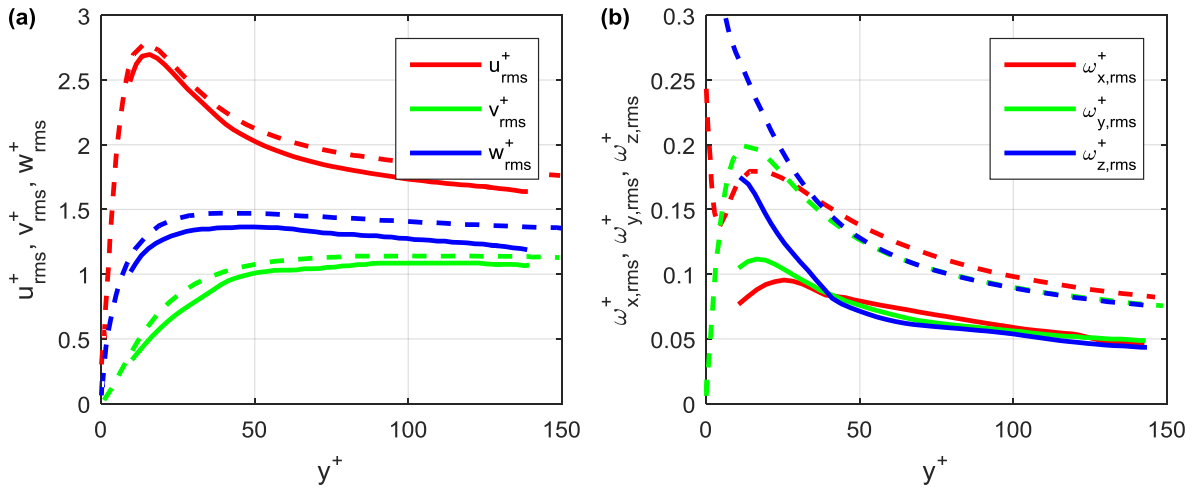 (a)
3
2.5
2
1.5
1
0.5
0
0
50
100
150
u⁺rms, v⁺rms, w⁺rms
y⁺
u⁺rms
v⁺rms
w⁺rms
(b)
0.3
0.25
0.2
0.15
0.1
0.05
0
0
50
100
150
ω⁺x,rms, ω⁺y,rms, ω⁺z,rms
y⁺
ω⁺x,rms
ω⁺y,rms
ω⁺z,rms